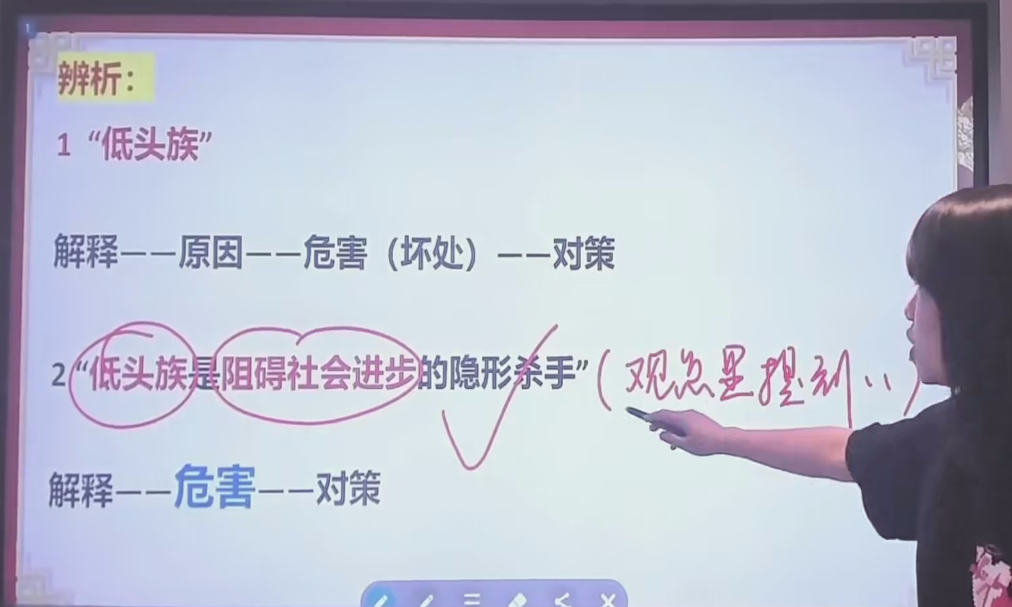 1
辨析：
1 “低头族”
解释——原因——危害（坏处）——对策
2 “低头族是阻碍社会进步的隐形杀手”（观点里提到..）
解释——危害——对策